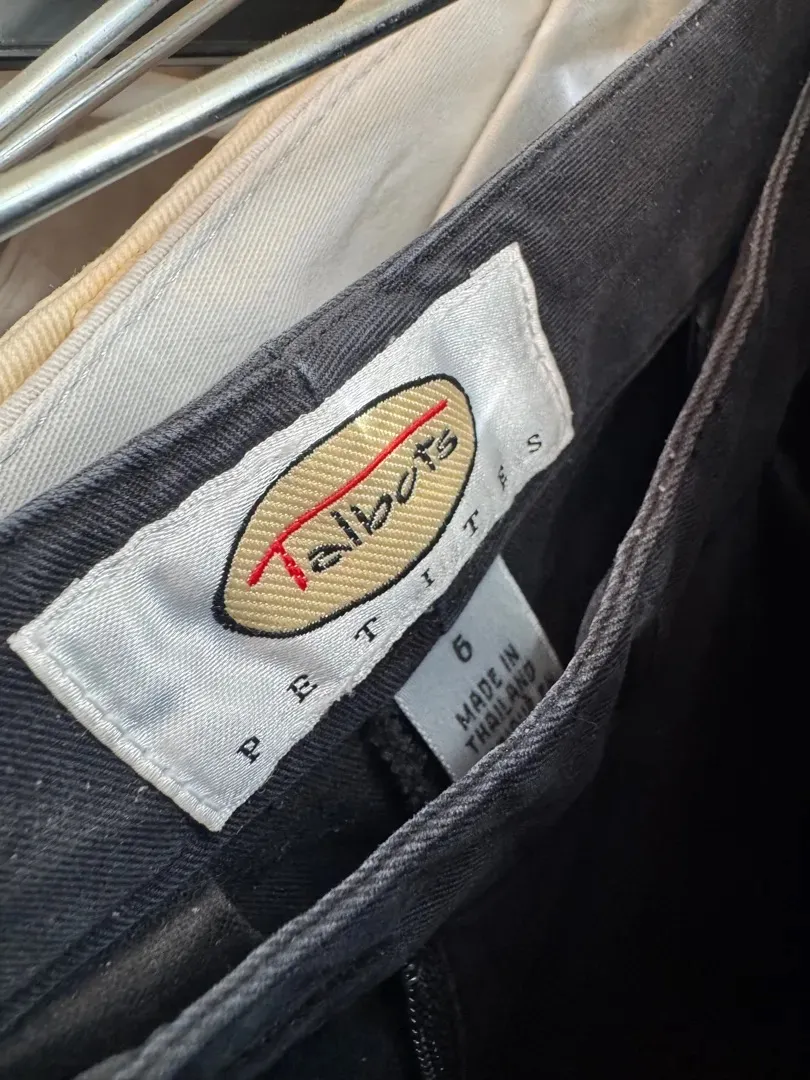 Talbots
PETITES
6
MADE IN
THAILAND